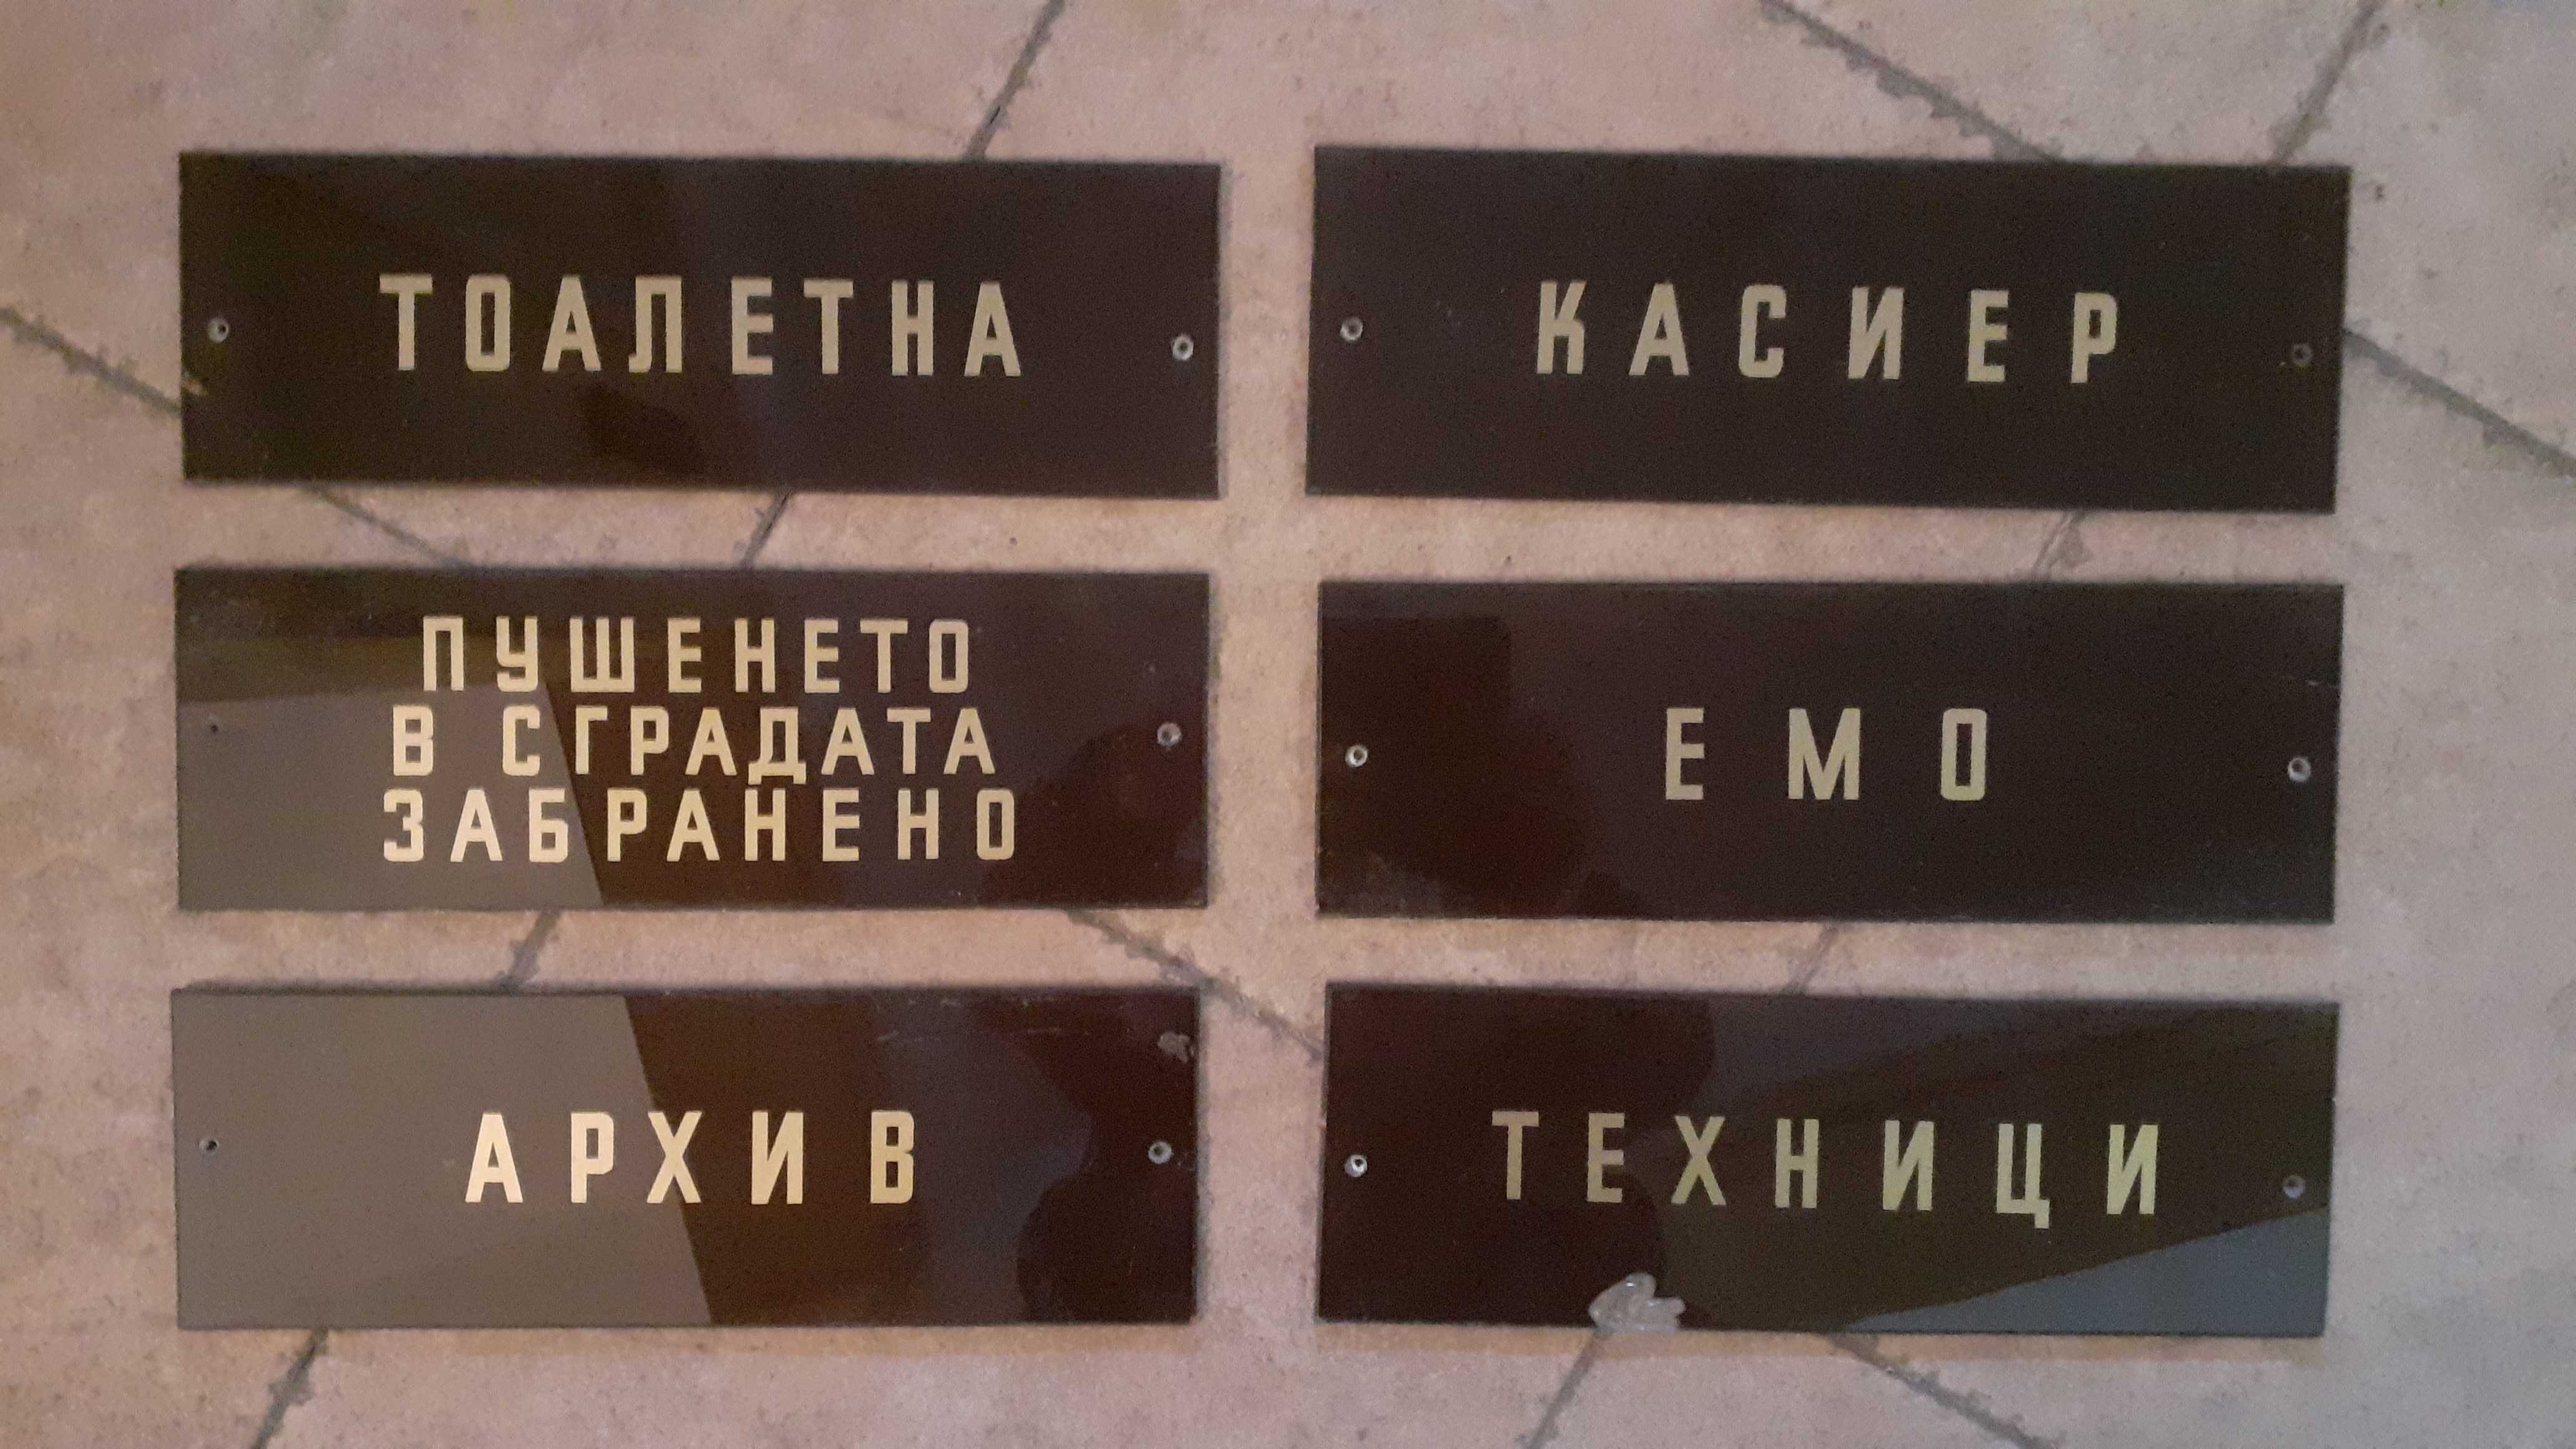 ТОАЛЕТНА
КАСИЕР
ПУШЕНЕТО
В СГРАДАТА
ЗАБРАНЕНО
ЕМО
АРХИВ
ТЕХНИЦИ